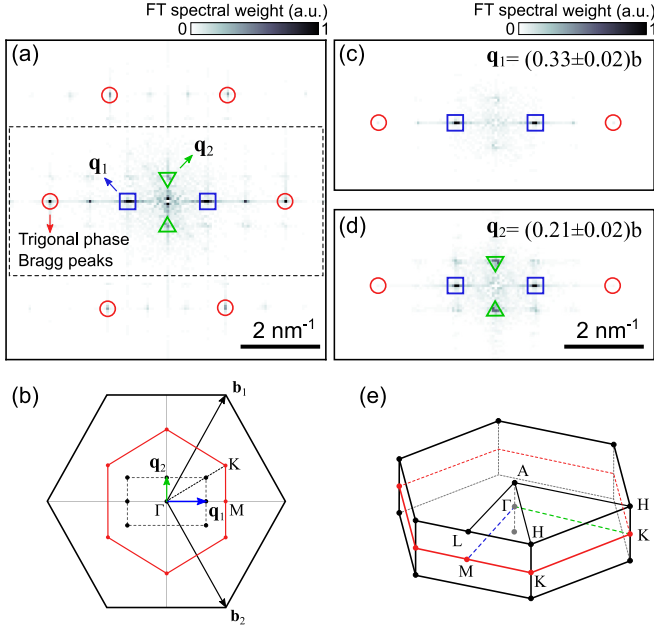 FT spectral weight (a.u.)
0 1
FT spectral weight (a.u.)
0 1
(a)
q₁
q₂
Trigonal phase
Bragg peaks
2 nm⁻¹
(c)
q₁= (0.33±0.02)b
(d)
q₂= (0.21±0.02)b
2 nm⁻¹
(b)
b₁
q₂
K
Γ
q₁
M
b₂
(e)
A
Γ
H
L
H
K
M
K